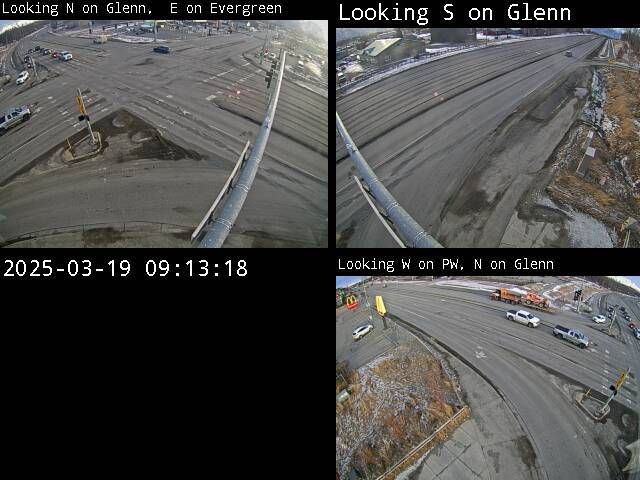 Looking N on Glenn,  E on Evergreen
Looking S on Glenn
2025-03-19 09:13:18
Looking W on PW, N on Glenn